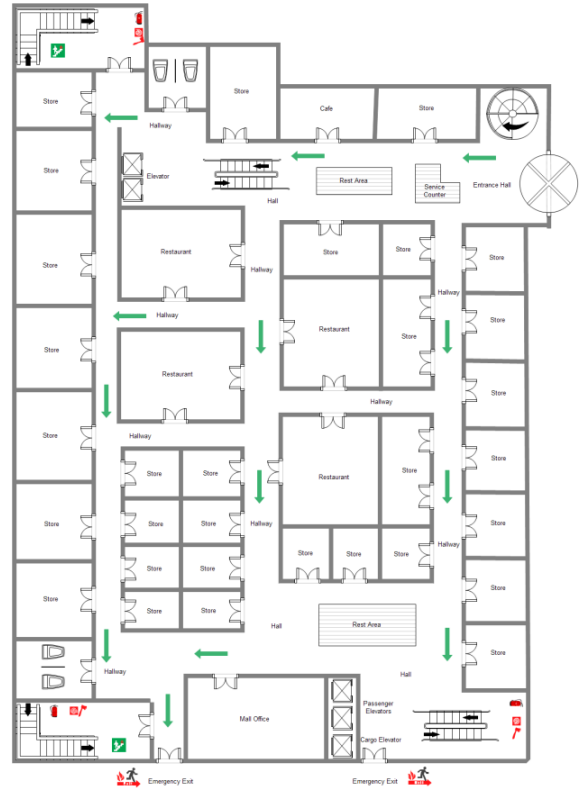 Store
Store
Cafe
Store
Hallway
Store
Elevator
Rest Area
Service
Counter
Entrance Hall
Hall
Restaurant
Store
Store
Store
Store
Hallway
Hallway
Hallway
Store
Restaurant
Store
Store
Store
Restaurant
Store
Hallway
Store
Hallway
Store
Store
Store
Restaurant
Store
Store
Store
Store
Store
Hallway
Hallway
Store
Store
Store
Store
Store
Store
Store
Store
Store
Store
Hall
Rest Area
Store
Hallway
Hall
Passenger
Elevators
Mall Office
Cargo Elevator
Emergency Exit
Emergency Exit